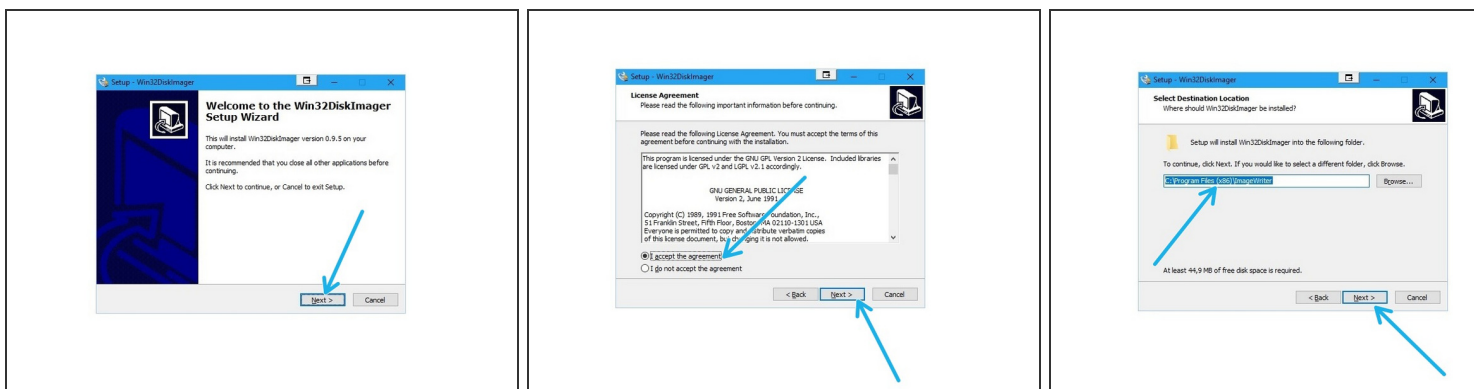 Setup - Win32DiskImager
Welcome to the Win32DiskImager
Setup Wizard
This will install Win32DiskImager version 0.9.5 on your
computer.
It is recommended that you close all other applications before
continuing.
Click Next to continue, or Cancel to exit Setup.
Next >
Cancel
Setup - Win32DiskImager
License Agreement
Please read the following important information before continuing.
Please read the following License Agreement. You must accept the terms of this
agreement before continuing with the installation.
This program is licensed under the GNU GPL Version 2 License. Included libraries
are licensed under GPL v2 and LGPL v2.1 accordingly.
GNU GENERAL PUBLIC LICENSE
Version 2, June 1991
Copyright (C) 1989, 1991 Free Software Foundation, Inc.,
51 Franklin Street, Fifth Floor, Boston, MA 02110-1301 USA
Everyone is permitted to copy and distribute verbatim copies
of this license document, but changing it is not allowed.
I accept the agreement
I do not accept the agreement
< Back
Next >
Cancel
Setup - Win32DiskImager
Select Destination Location
Where should Win32DiskImager be installed?
Setup will install Win32DiskImager into the following folder.
To continue, click Next. If you would like to select a different folder, click Browse.
C:\Program Files (x86)\ImageWriter
Browse...
At least 44,9 MB of free disk space is required.
< Back
Next >
Cancel